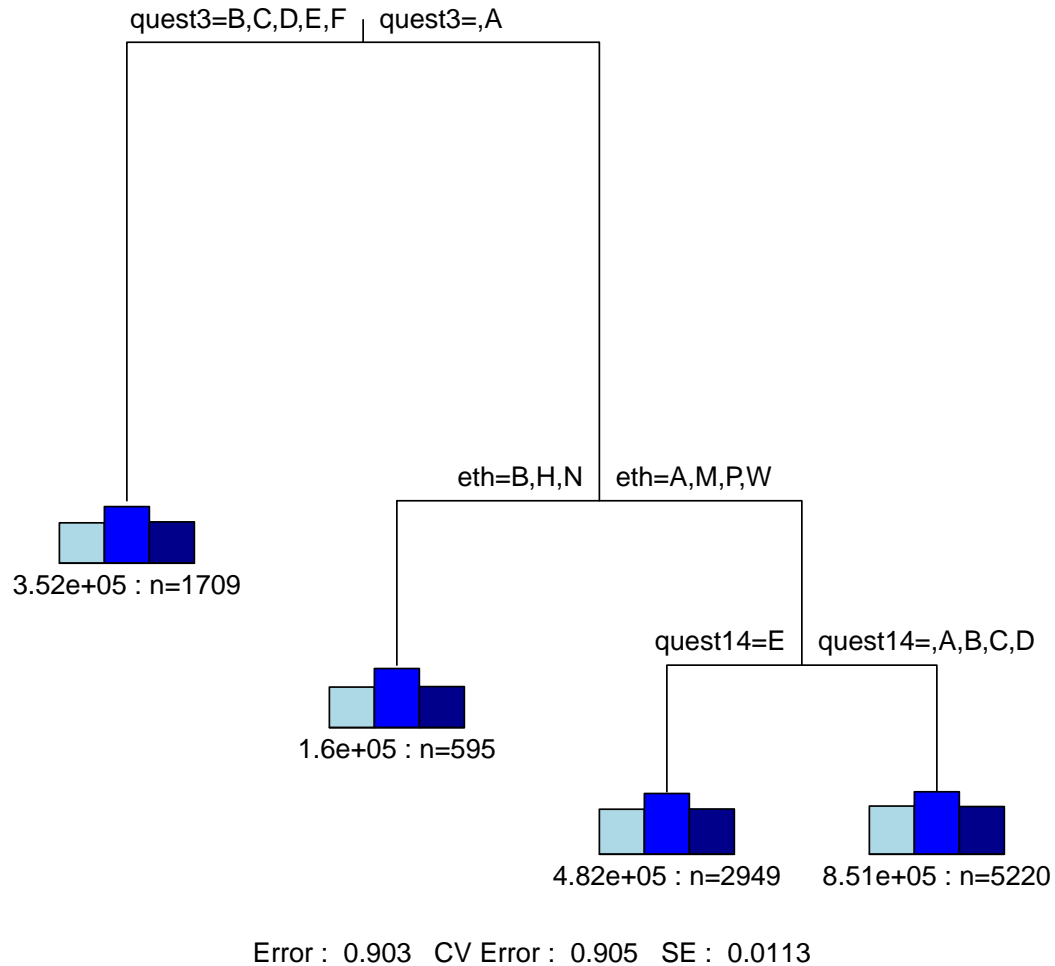 quest3=B,C,D,E,F quest3=,A
eth=B,H,N eth=A,M,P,W
3.52e+05 : n=1709
quest14=E quest14=,A,B,C,D
1.6e+05 : n=595
4.82e+05 : n=2949 8.51e+05 : n=5220
Error : 0.903 CV Error : 0.905 SE : 0.0113